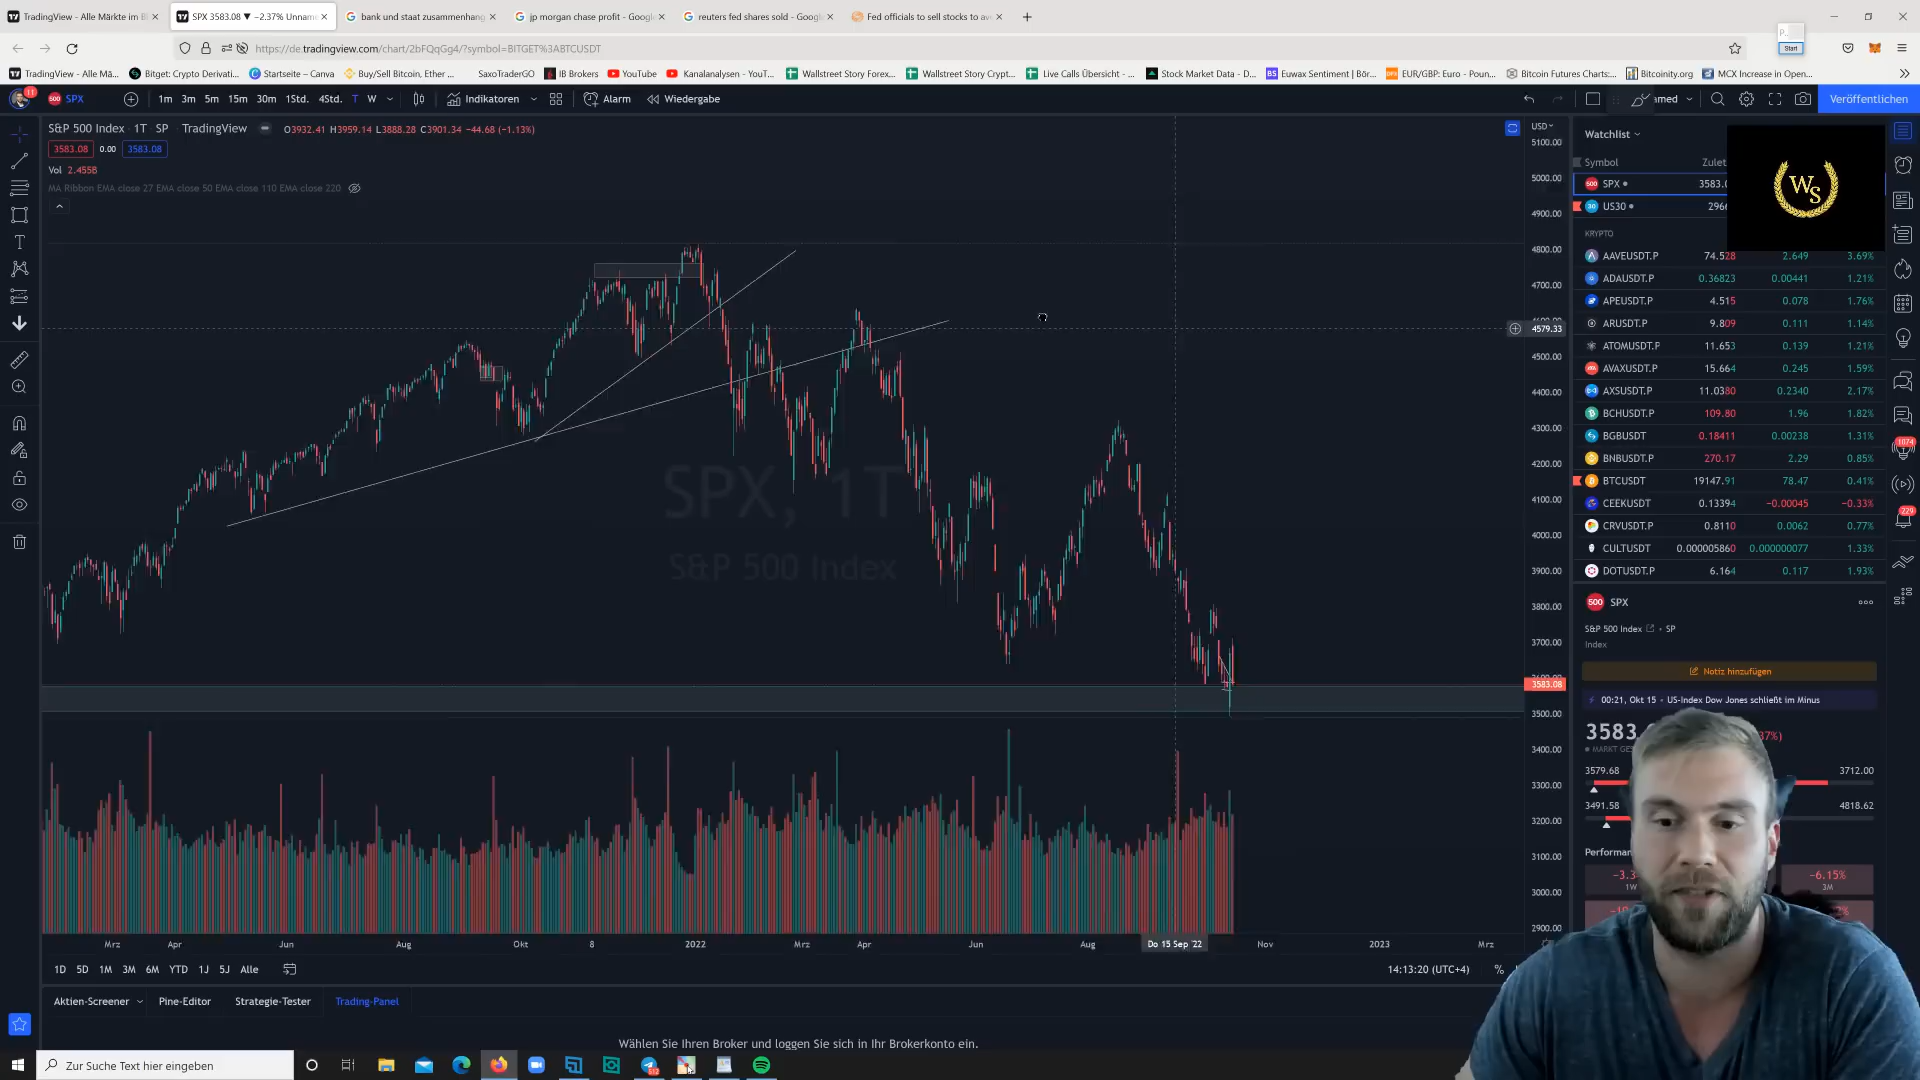 TradingView - Alle Märkte im Bl
SPX 3583.08 ▼ −2.37% Unnam
bank und staat zusammenhang
jp morgan chase profit - Google
reuters fed shares sold - Google
Fed officials to sell stocks to avo
https://de.tradingview.com/chart/2bFQqGg4/?symbol=BITGET%3ABTCUSDT
Start
TradingView - Alle Mä...
Bitget: Crypto Derivati...
Startseite – Canva
Buy/Sell Bitcoin, Ether ...
SaxoTraderGO
IB Brokers
YouTube
Kanalanalysen - YouT...
Wallstreet Story Forex...
Wallstreet Story Crypt...
Live Calls Übersicht - ...
Stock Market Data - D...
Euwax Sentiment | Bör...
EUR/GBP: Euro - Poun...
Bitcoin Futures Charts:...
Bitcoinity.org
MCX Increase in Open...
11
SPX
1m 3m 5m 15m 30m 1Std. 4Std. T W
Indikatoren
Alarm
Wiedergabe
amed
Veröffentlichen
S&P 500 Index · 1T · SP TradingView
O3932.41 H3959.14 L3888.28 C3901.34 −44.68 (−1.13%)
3583.08 0.00 3583.08
Vol 2.455B
MA Ribbon EMA close 27 EMA close 50 EMA close 110 EMA close 220
SPX, 1T
S&P 500 Index
USD
5100.00
5000.00
4900.00
4800.00
4700.00
4579.33
4500.00
4400.00
4300.00
4200.00
4100.00
4000.00
3900.00
3800.00
3700.00
3583.08
3500.00
3400.00
3300.00
3200.00
3100.00
3000.00
2900.00
Mrz Apr Jun Aug Okt 8 2022 Mrz Apr Jun Aug Do 15 Sep '22 Nov 2023 Mrz
1D 5D 1M 3M 6M YTD 1J 5J Alle
14:13:20 (UTC+4) %
Aktien-Screener Pine-Editor Strategie-Tester Trading-Panel
Wählen Sie Ihren Broker und loggen Sie sich in Ihr Brokerkonto ein.
Watchlist
Symbol
SPX
US30
WS
KRYPTO
AAVEUSDT.P 74.528 2.649 3.69%
ADAUSDT.P 0.36823 0.00441 1.21%
APEUSDT.P 4.515 0.078 1.76%
ARUSDT.P 9.809 0.111 1.14%
ATOMUSDT.P 11.653 0.139 1.21%
AVAXUSDT.P 15.664 0.245 1.59%
AXSUSDT.P 11.0380 0.2340 2.17%
BCHUSDT.P 109.80 1.96 1.82%
BGBUSDT 0.18411 0.00238 1.31%
BNBUSDT.P 270.17 2.29 0.85%
BTCUSDT 19147.91 78.47 0.41%
CEEKUSDT 0.13394 −0.00045 −0.33%
CRVUSDT.P 0.8110 0.0062 0.77%
CULTUSDT 0.000005860 0.000000077 1.33%
DOTUSDT.P 6.164 0.117 1.93%
500 SPX
S&P 500 Index · SP
Index
Notiz hinzufügen
00:21, Okt 15 · US-Index Dow Jones schließt im Minus
3583.
3579.68 3712.00
3491.58 4818.62
−6.15%
1W 3M
1074
229
Zur Suche Text hier eingeben